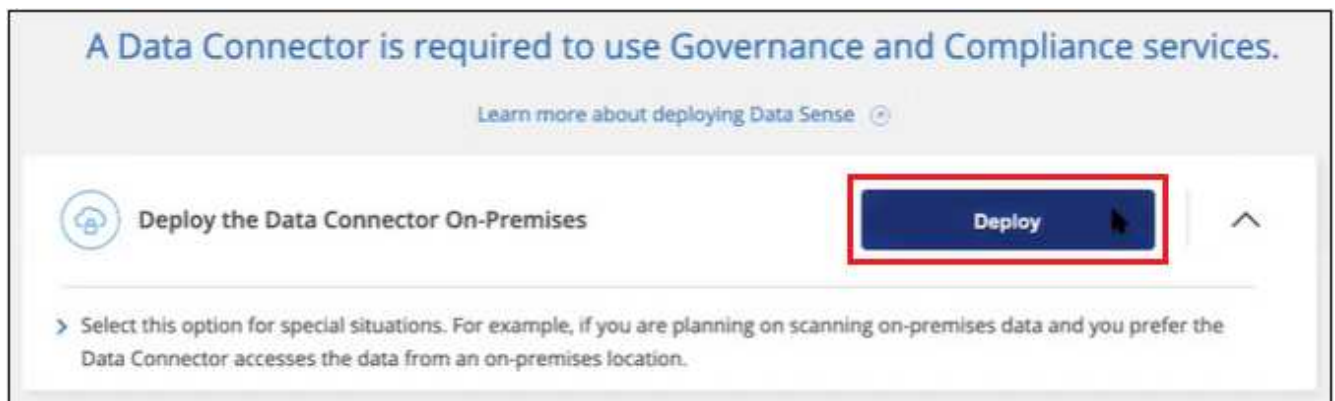 A Data Connector is required to use Governance and Compliance services.
Learn more about deploying Data Sense
Deploy the Data Connector On-Premises
Deploy
Select this option for special situations. For example, if you are planning on scanning on-premises data and you prefer the
Data Connector accesses the data from an on-premises location.